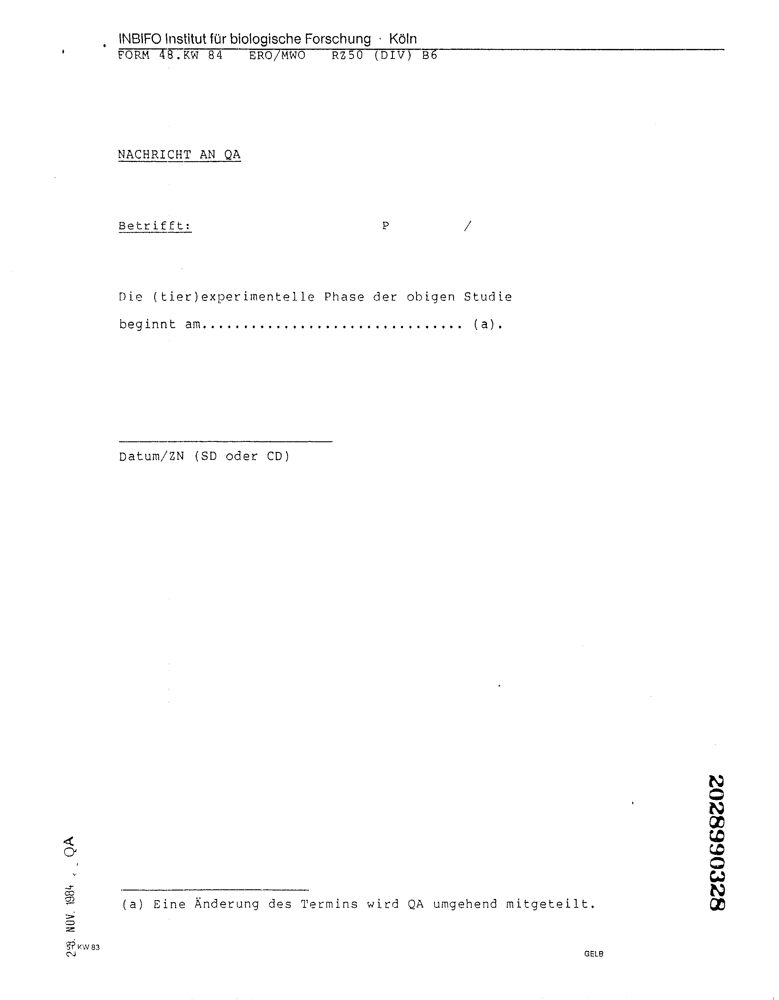 INBIFO Institut für biologische Forschung · Köln
FORM 48.KW 84 ERO/MWO RZ50 (DIV) B6
NACHRICHT AN QA
Betrifft: P /
Die (tier)experimentelle Phase der obigen Studie
beginnt am................................ (a).
Datum/ZN (SD oder CD)
2028990328
NOV. 1984 QA
(a) Eine Änderung des Termins wird QA umgehend mitgeteilt.
KW 83
GELB